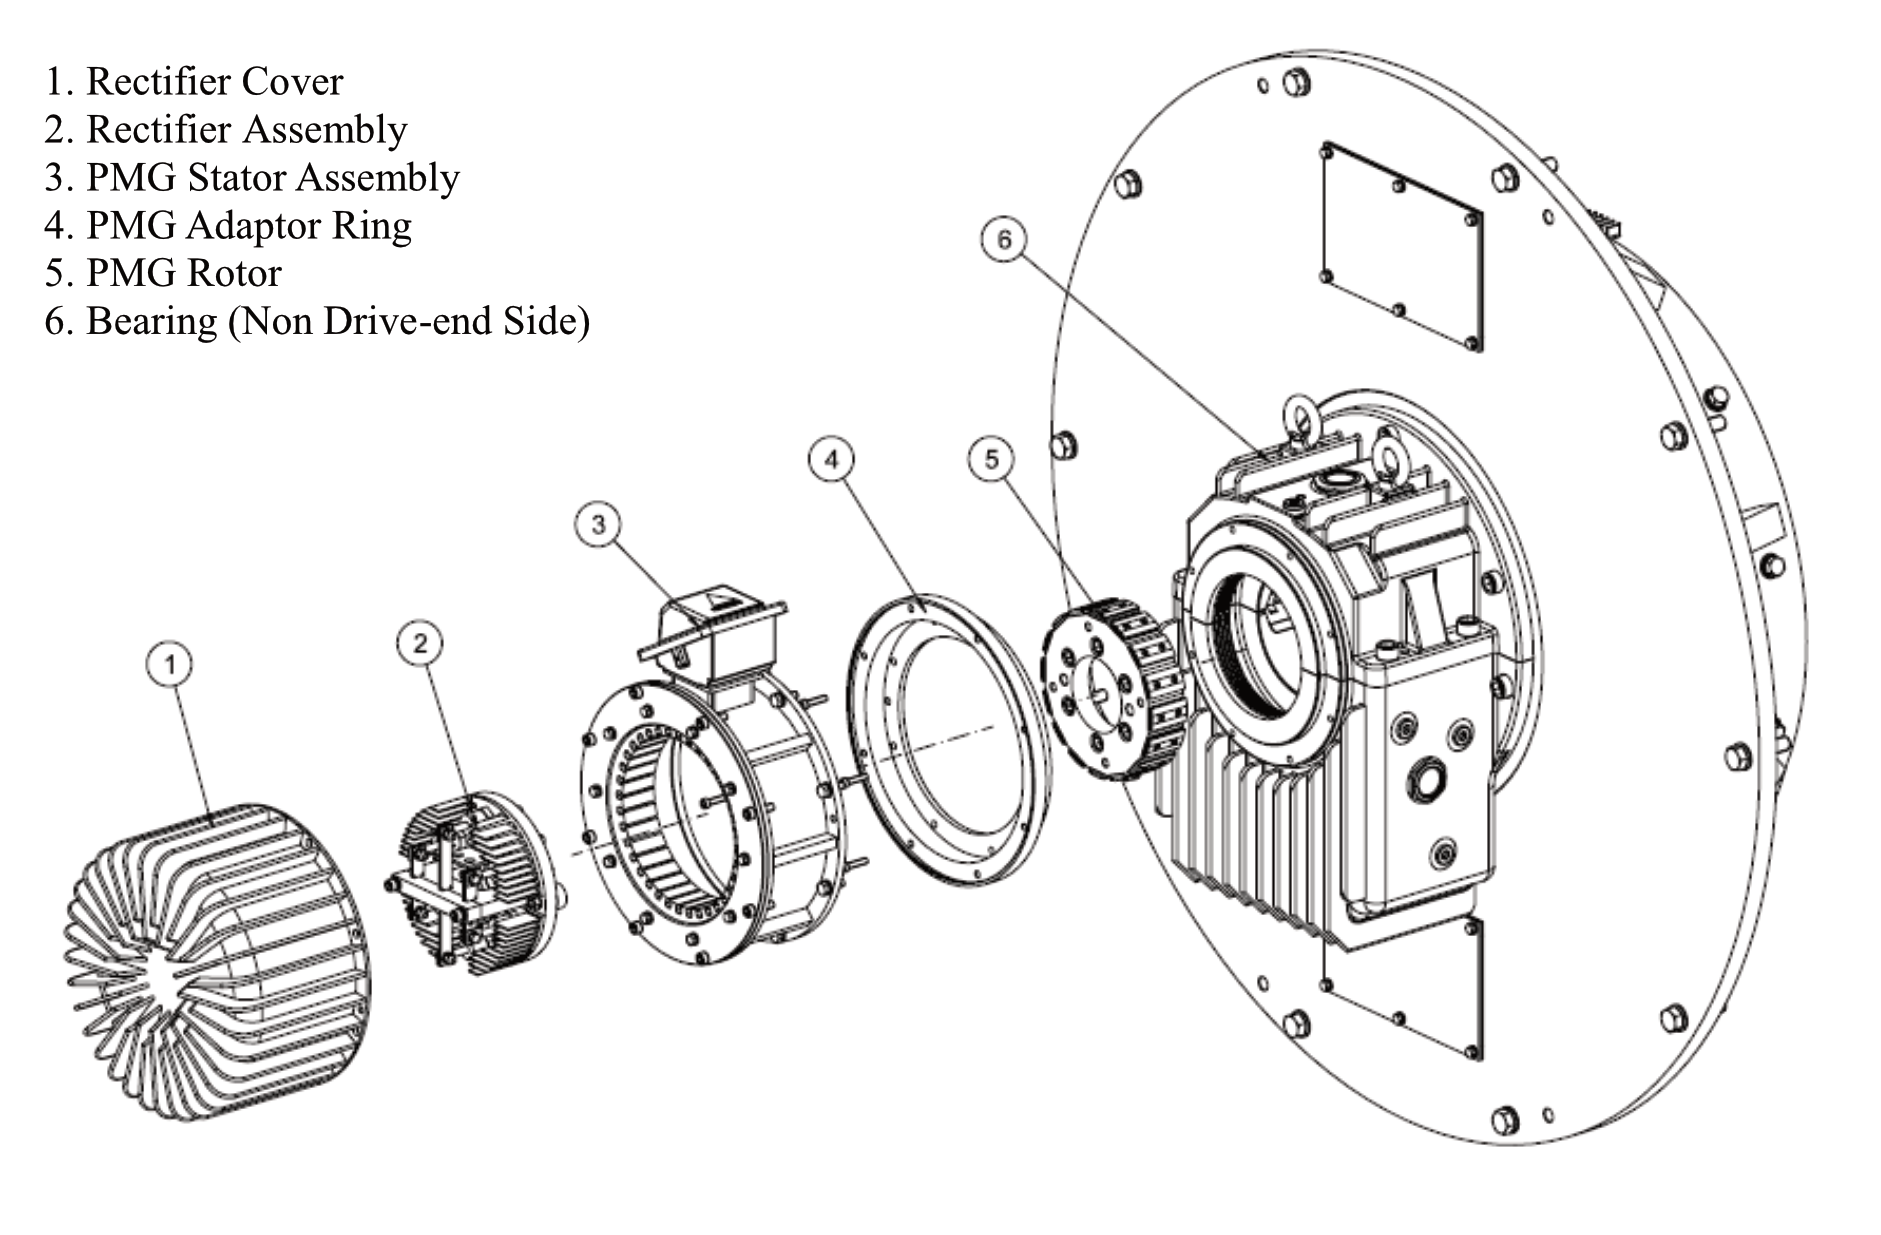 1. Rectifier Cover
2. Rectifier Assembly
3. PMG Stator Assembly
4. PMG Adaptor Ring
5. PMG Rotor
6. Bearing (Non Drive-end Side)
6
5
4
3
2
1